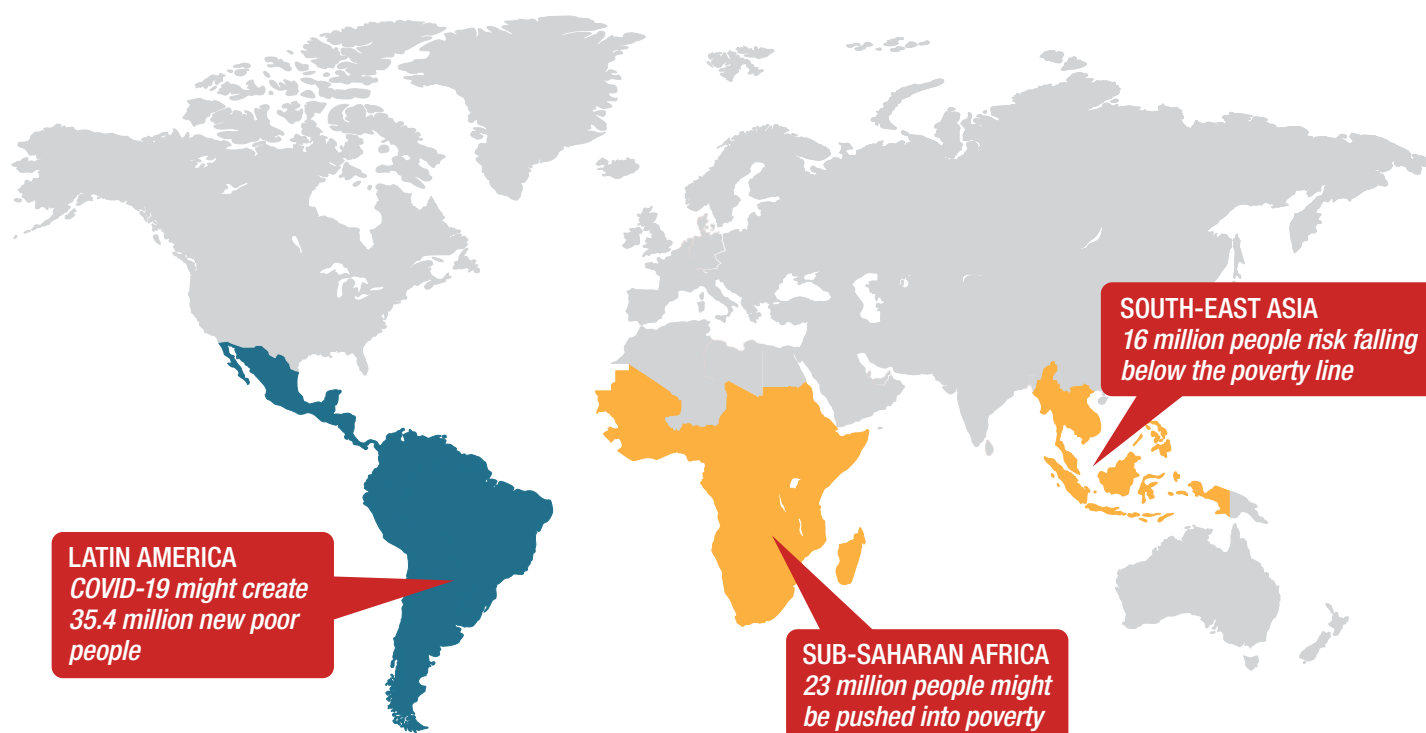 SOUTH-EAST ASIA
16 million people risk falling
below the poverty line
LATIN AMERICA
COVID-19 might create
35.4 million new poor
people
SUB-SAHARAN AFRICA
23 million people might
be pushed into poverty